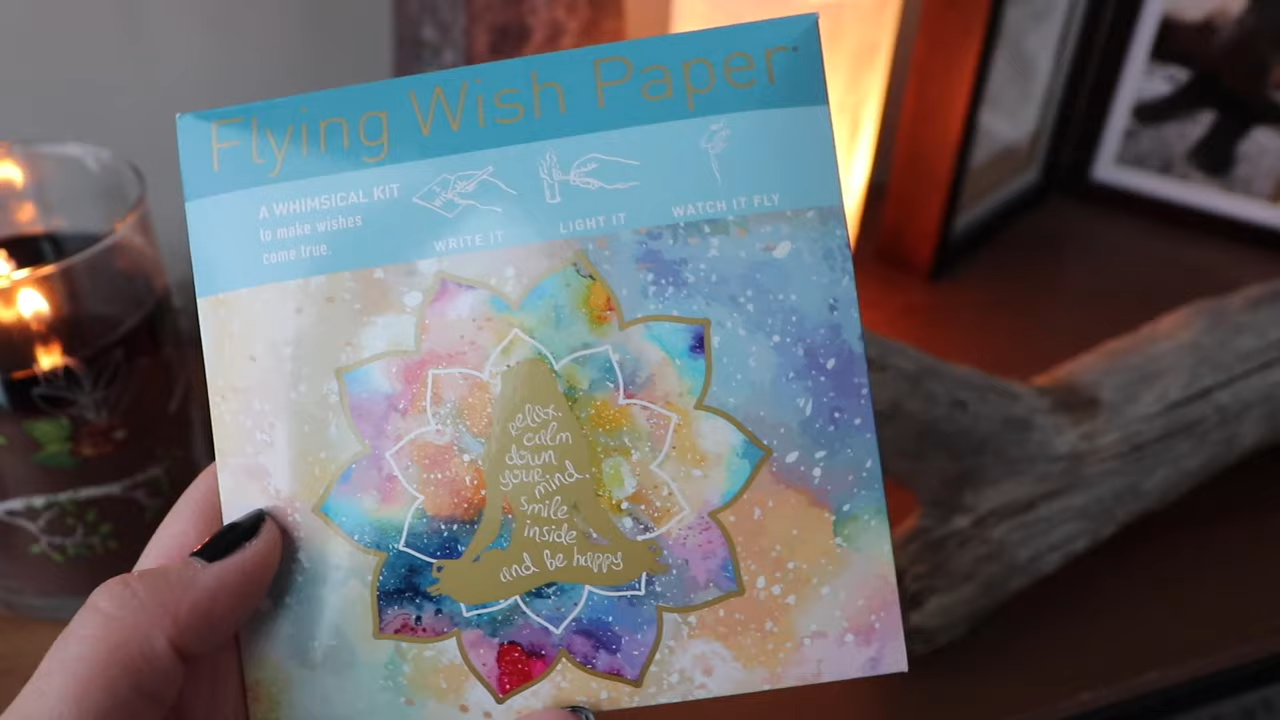 Flying Wish Paper
A WHIMSICAL KIT
to make wishes
come true.
WRITE IT
LIGHT IT
WATCH IT FLY
relax.
calm
down
your mind.
smile
inside
and be happy